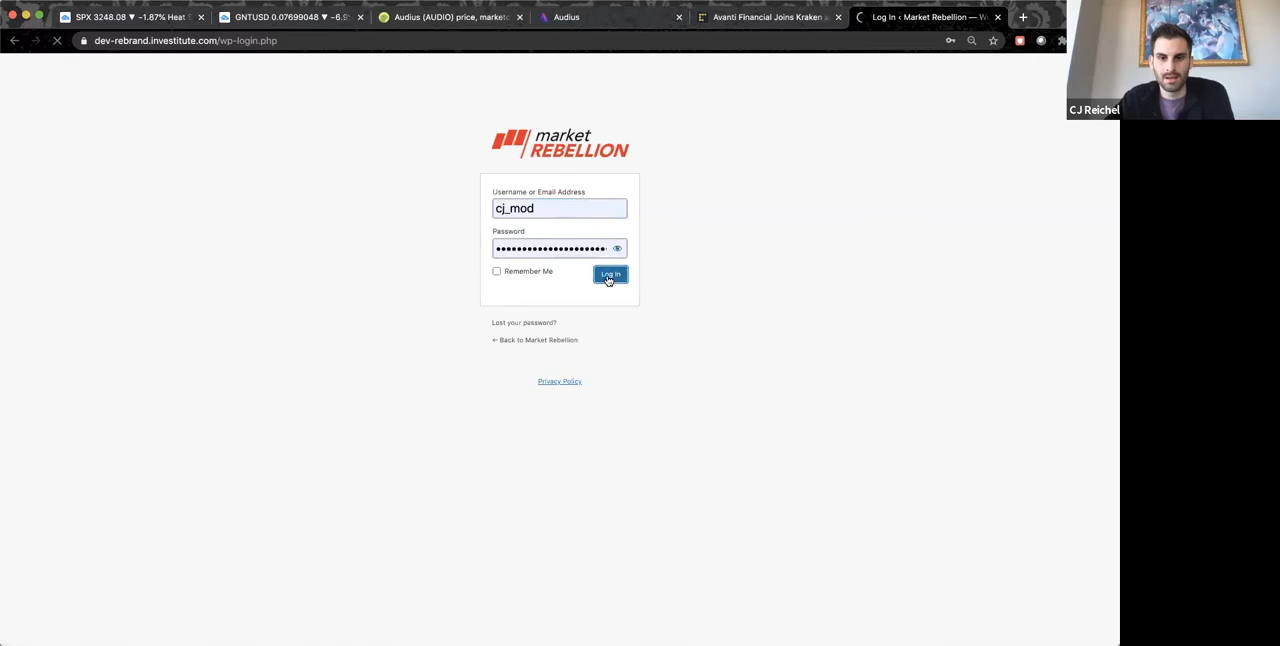 SPX 3248.08 ▼ −1.87% Heat
GNTUSD 0.07699048 ▼ −6.9
Audius (AUDIO) price, marketc
Audius
Avanti Financial Joins Kraken
Log In ‹ Market Rebellion — W
dev-rebrand.investitute.com/wp-login.php
CJ Reichel
market
REBELLION
Username or Email Address
cj_mod
Password
••••••••••••••••••••••
Remember Me
Log In
Lost your password?
← Back to Market Rebellion
Privacy Policy